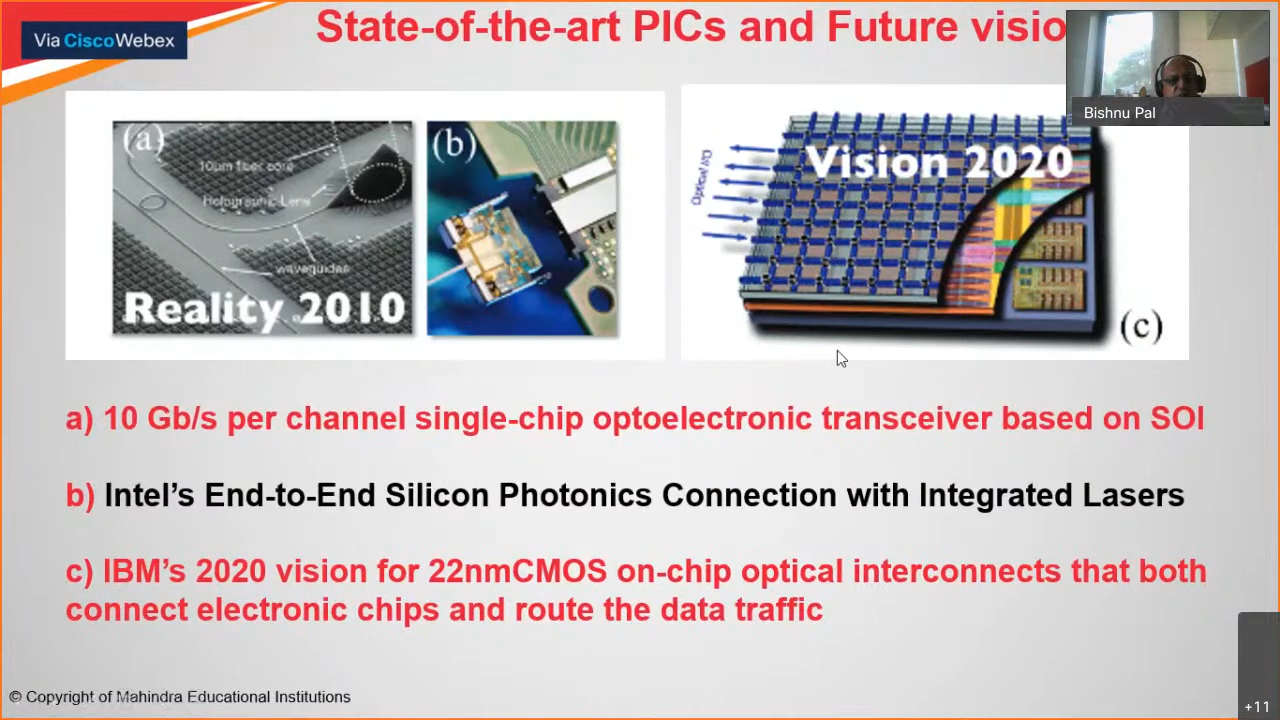 Via CiscoWebex
State-of-the-art PICs and Future visio
Bishnu Pal
(a)
10μm fiber core
Holographic Lens
waveguides
Reality 2010
(b)
Optical I/O
Vision 2020
(c)
a) 10 Gb/s per channel single-chip optoelectronic transceiver based on SOI
b) Intel’s End-to-End Silicon Photonics Connection with Integrated Lasers
c) IBM’s 2020 vision for 22nmCMOS on-chip optical interconnects that both
connect electronic chips and route the data traffic
© Copyright of Mahindra Educational Institutions
+11